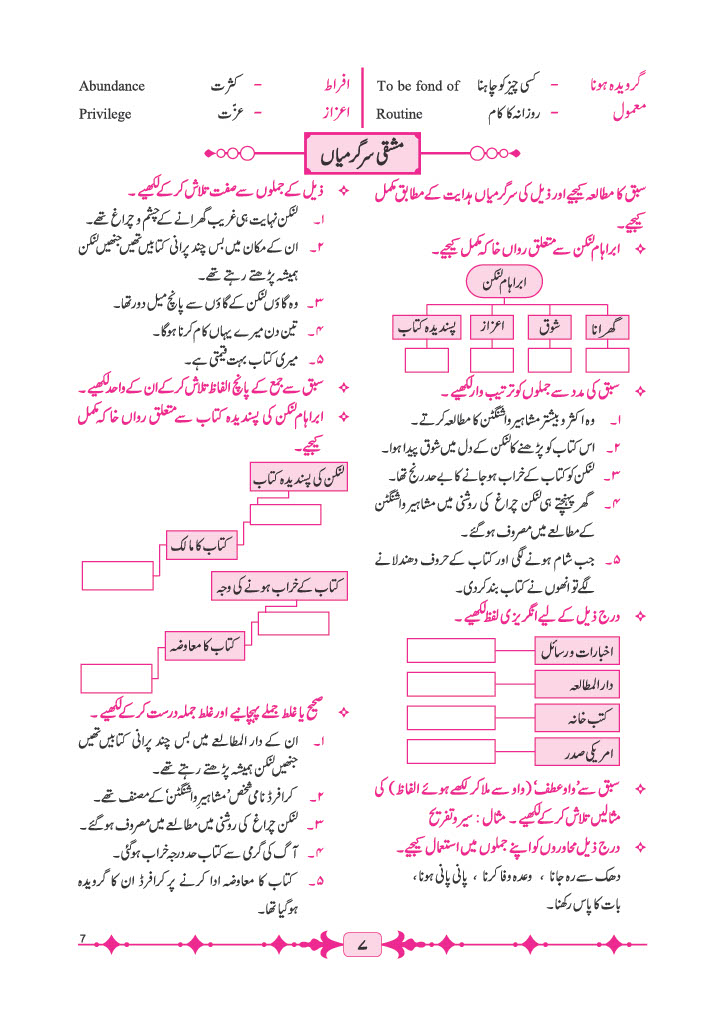 گرویدہ ہونا - کسی چیز کو چاہنا To be fond of
معمول - روزانہ کا کام Routine
افراط - کثرت Abundance
اعزاز - عزّت Privilege
مشقی سرگرمیاں
سبق کا مطالعہ کیجیے اور ذیل کی سرگرمیاں ہدایت کے مطابق مکمل
کیجیے۔
❖ ابراہام لنکن سے متعلق رواں خاکہ مکمل کیجیے۔
ابراہام لنکن
گھرانا شوق اعزاز پسندیدہ کتاب
❖ سبق کی مدد سے جملوں کو ترتیب وار لکھیے۔
۱۔ وہ اکثر و بیشتر مشاہیر واشنگٹن کا مطالعہ کرتے۔
۲۔ اس کتاب کو پڑھنے کا لنکن کے دل میں شوق پیدا ہوا۔
۳۔ لنکن کو کتاب کے خراب ہو جانے کا بے حد رنج تھا۔
۴۔ گھر پہنچتے ہی لنکن چراغ کی روشنی میں مشاہیر واشنگٹن
کے مطالعے میں مصروف ہو گئے۔
۵۔ جب شام ہونے لگی اور کتاب کے حروف دھندلانے
لگے تو انھوں نے کتاب بند کردی۔
❖ درج ذیل کے لیے انگریزی لفظ لکھیے۔
اخبارات و رسائل
دارالمطالعہ
کتب خانہ
امریکی صدر
❖ سبق سے 'واوِ عطف' (واو سے ملا کر لکھے ہوئے الفاظ) کی
مثالیں تلاش کر کے لکھیے۔ مثال : سیر و تفریح
❖ درج ذیل محاوروں کو اپنے جملوں میں استعمال کیجیے۔
دھک سے رہ جانا ، وعدہ وفا کرنا ، پانی پانی ہونا،
بات کا پاس رکھنا۔
❖ ذیل کے جملوں سے صفت تلاش کر کے لکھیے۔
۱۔ لنکن نہایت ہی غریب گھرانے کے چشم و چراغ تھے۔
۲۔ ان کے مکان میں بس چند پرانی کتابیں تھیں جنھیں لنکن
ہمیشہ پڑھتے رہتے تھے۔
۳۔ وہ گاؤں لنکن کے گاؤں سے پانچ میل دور تھا۔
۴۔ تین دن میرے یہاں کام کرنا ہوگا۔
۵۔ میری کتاب بہت قیمتی ہے۔
❖ سبق سے جمع کے پانچ الفاظ تلاش کر کے ان کے واحد لکھیے۔
❖ ابراہام لنکن کی پسندیدہ کتاب سے متعلق رواں خاکہ مکمل
کیجیے۔
لنکن کی پسندیدہ کتاب
کتاب کا مالک
کتاب کے خراب ہونے کی وجہ
کتاب کا معاوضہ
❖ صحیح یا غلط جملے پہچانیے اور غلط جملہ درست کر کے لکھیے۔
۱۔ ان کے دار المطالعے میں بس چند پرانی کتابیں تھیں
جنھیں لنکن ہمیشہ پڑھتے رہتے تھے۔
۲۔ کرافرڈ نامی شخص 'مشاہیرِ واشنگٹن' کے مصنف تھے۔
۳۔ لنکن چراغ کی روشنی میں مطالعے میں مصروف ہو گئے۔
۴۔ آگ کی گرمی سے کتاب حد درجہ خراب ہو گئی۔
۵۔ کتاب کا معاوضہ ادا کرنے پر کرافرڈ ان کا گرویدہ
ہو گیا تھا۔
7
۷